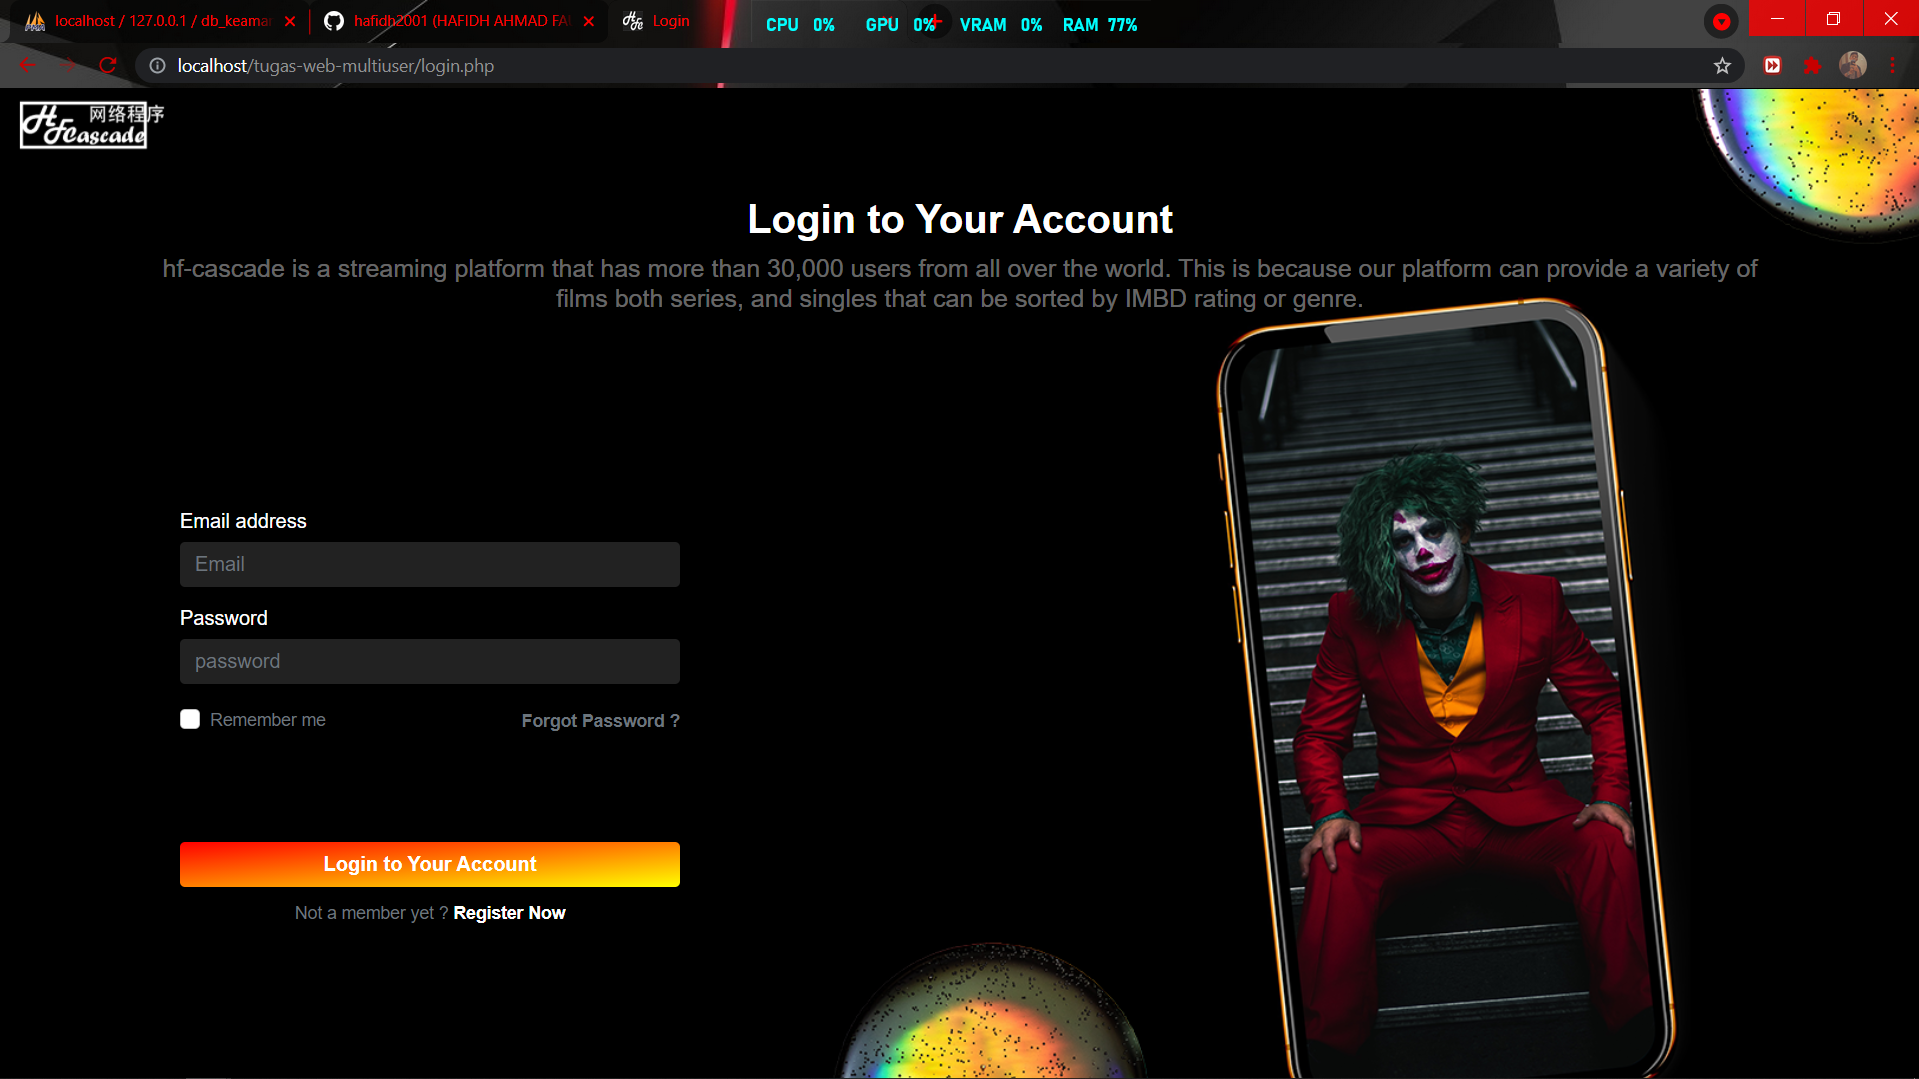 localhost / 127.0.0.1 / db_keamar
hafidh2001 (HAFIDH AHMAD FA
Login
CPU 0% GPU 0% VRAM 0% RAM 77%
localhost/tugas-web-multiuser/login.php
网络程序
HFCascade
Login to Your Account
hf-cascade is a streaming platform that has more than 30,000 users from all over the world. This is because our platform can provide a variety of
films both series, and singles that can be sorted by IMBD rating or genre.
Email address
Email
Password
password
Remember me
Forgot Password ?
Login to Your Account
Not a member yet ? Register Now